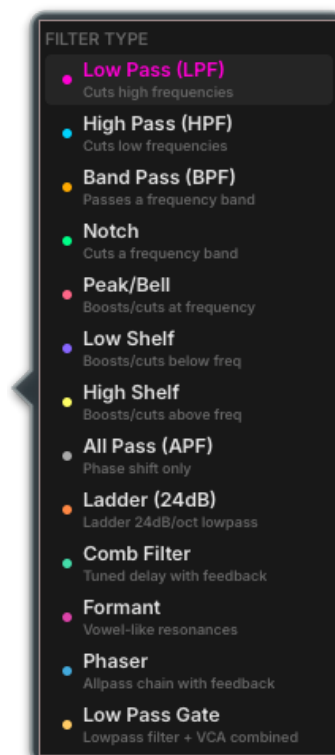 FILTER TYPE
Low Pass (LPF)
Cuts high frequencies
High Pass (HPF)
Cuts low frequencies
Band Pass (BPF)
Passes a frequency band
Notch
Cuts a frequency band
Peak/Bell
Boosts/cuts at frequency
Low Shelf
Boosts/cuts below freq
High Shelf
Boosts/cuts above freq
All Pass (APF)
Phase shift only
Ladder (24dB)
Ladder 24dB/oct lowpass
Comb Filter
Tuned delay with feedback
Formant
Vowel-like resonances
Phaser
Allpass chain with feedback
Low Pass Gate
Lowpass filter + VCA combined